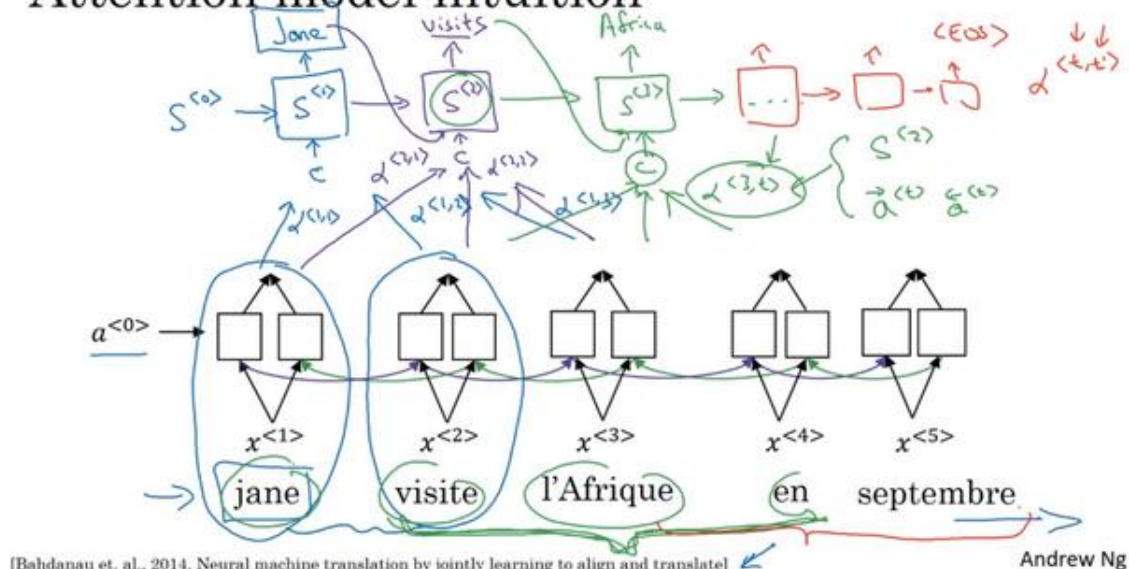 Attention model intuition
Jane visits Africa <EOS> α<t,t'>
S<0> S<1> S<2> S<3> ...
C α<2,1> C α<2,2> C α<3,t> S<2>
α<1,1> α<1,2> α<1,3> a<t> a<t>
a<0>
x<1> x<2> x<3> x<4> x<5>
jane visite l'Afrique en septembre
[Bahdanau et. al., 2014. Neural machine translation by jointly learning to align and translate]
Andrew Ng